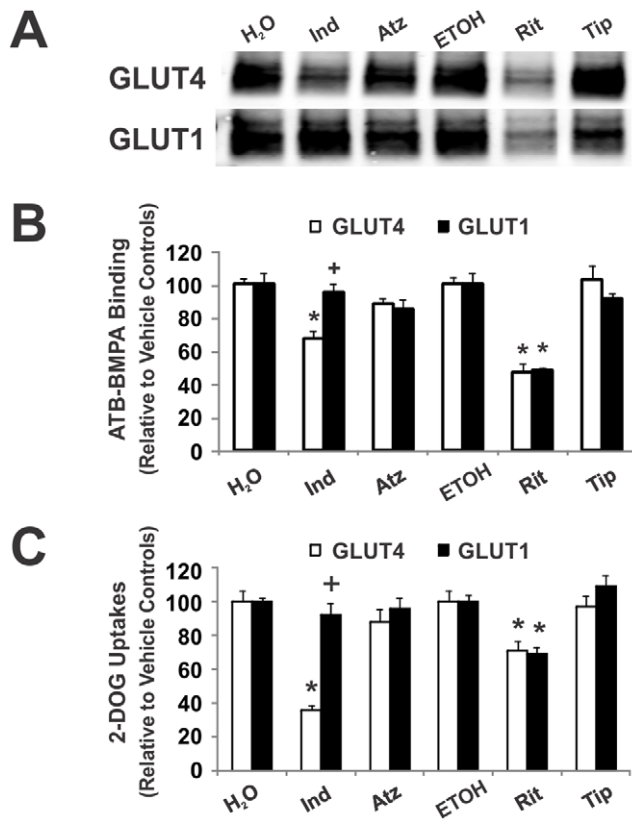 A
H₂O Ind Atz ETOH Rit Tip
GLUT4
GLUT1
B
GLUT4 GLUT1
ATB-BMPA Binding
(Relative to Vehicle Controls)
120
100
80
60
40
20
0
+
*
* *
H₂O Ind Atz ETOH Rit Tip
C
GLUT4 GLUT1
2-DOG Uptakes
(Relative to Vehicle Controls)
120
100
80
60
40
20
0
+
*
* *
H₂O Ind Atz ETOH Rit Tip